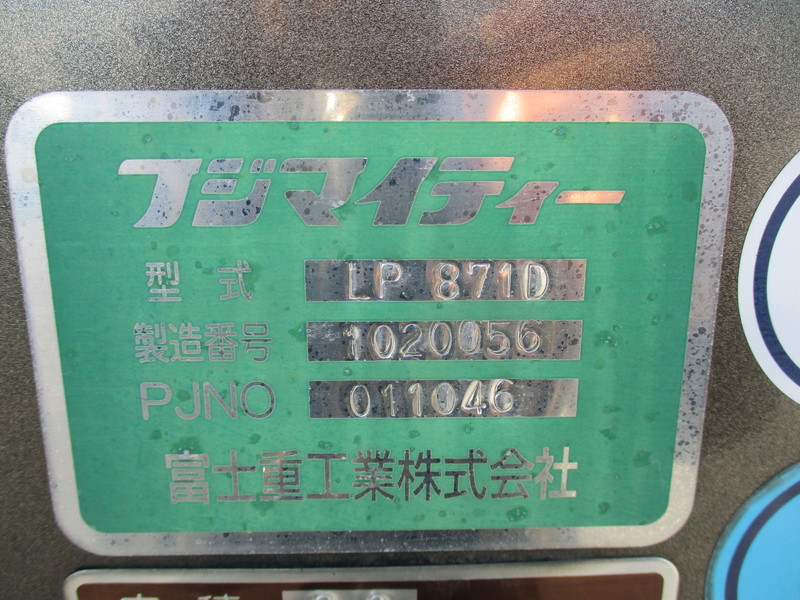 フジマイティー
型式 LP 871D
製造番号 1020056
PJNO 011046
富士重工業株式会社